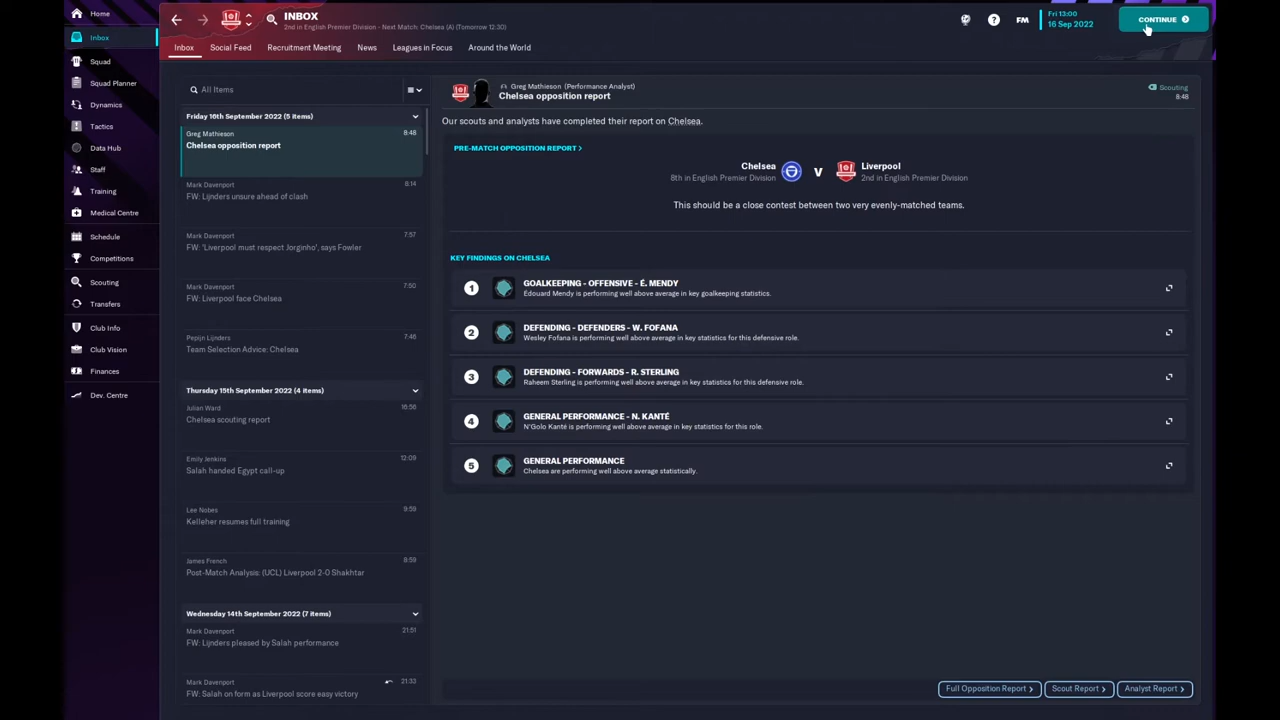 Home
Inbox
Squad
Squad Planner
Dynamics
Tactics
Data Hub
Staff
Training
Medical Centre
Schedule
Competitions
Scouting
Transfers
Club Info
Club Vision
Finances
Dev. Centre
INBOX
2nd in English Premier Division - Next Match: Chelsea (A) (Tomorrow 12:30)
?
FM
Fri 13:00
16 Sep 2022
CONTINUE
Inbox Social Feed Recruitment Meeting News Leagues in Focus Around the World
All Items
Friday 16th September 2022 (5 items)
Greg Mathieson 8:48
Chelsea opposition report
Mark Davenport 8:14
FW: Lijnders unsure ahead of clash
Mark Davenport 7:57
FW: 'Liverpool must respect Jorginho', says Fowler
Mark Davenport 7:50
FW: Liverpool face Chelsea
Pepijn Lijnders 7:46
Team Selection Advice: Chelsea
Thursday 15th September 2022 (4 items)
Julian Ward 16:56
Chelsea scouting report
Emily Jenkins 12:09
Salah handed Egypt call-up
Lee Nobes 9:59
Kelleher resumes full training
James French 8:59
Post-Match Analysis: (UCL) Liverpool 2-0 Shakhtar
Wednesday 14th September 2022 (7 items)
Mark Davenport 21:51
FW: Lijnders pleased by Salah performance
Mark Davenport 21:32
FW: Salah on form as Liverpool score easy victory
Greg Mathieson (Performance Analyst)
Chelsea opposition report
Scouting
8:48
Our scouts and analysts have completed their report on Chelsea.
PRE-MATCH OPPOSITION REPORT >
Chelsea V Liverpool
8th in English Premier Division 2nd in English Premier Division
This should be a close contest between two very evenly-matched teams.
KEY FINDINGS ON CHELSEA
1 GOALKEEPING - OFFENSIVE - É. MENDY
Édouard Mendy is performing well above average in key goalkeeping statistics.
2 DEFENDING - DEFENDERS - W. FOFANA
Wesley Fofana is performing well above average in key statistics for this defensive role.
3 DEFENDING - FORWARDS - R. STERLING
Raheem Sterling is performing well above average in key statistics for this defensive role.
4 GENERAL PERFORMANCE - N. KANTÉ
N'Golo Kanté is performing well above average in key statistics for this role.
5 GENERAL PERFORMANCE
Chelsea are performing well above average statistically.
Full Opposition Report > Scout Report > Analyst Report >